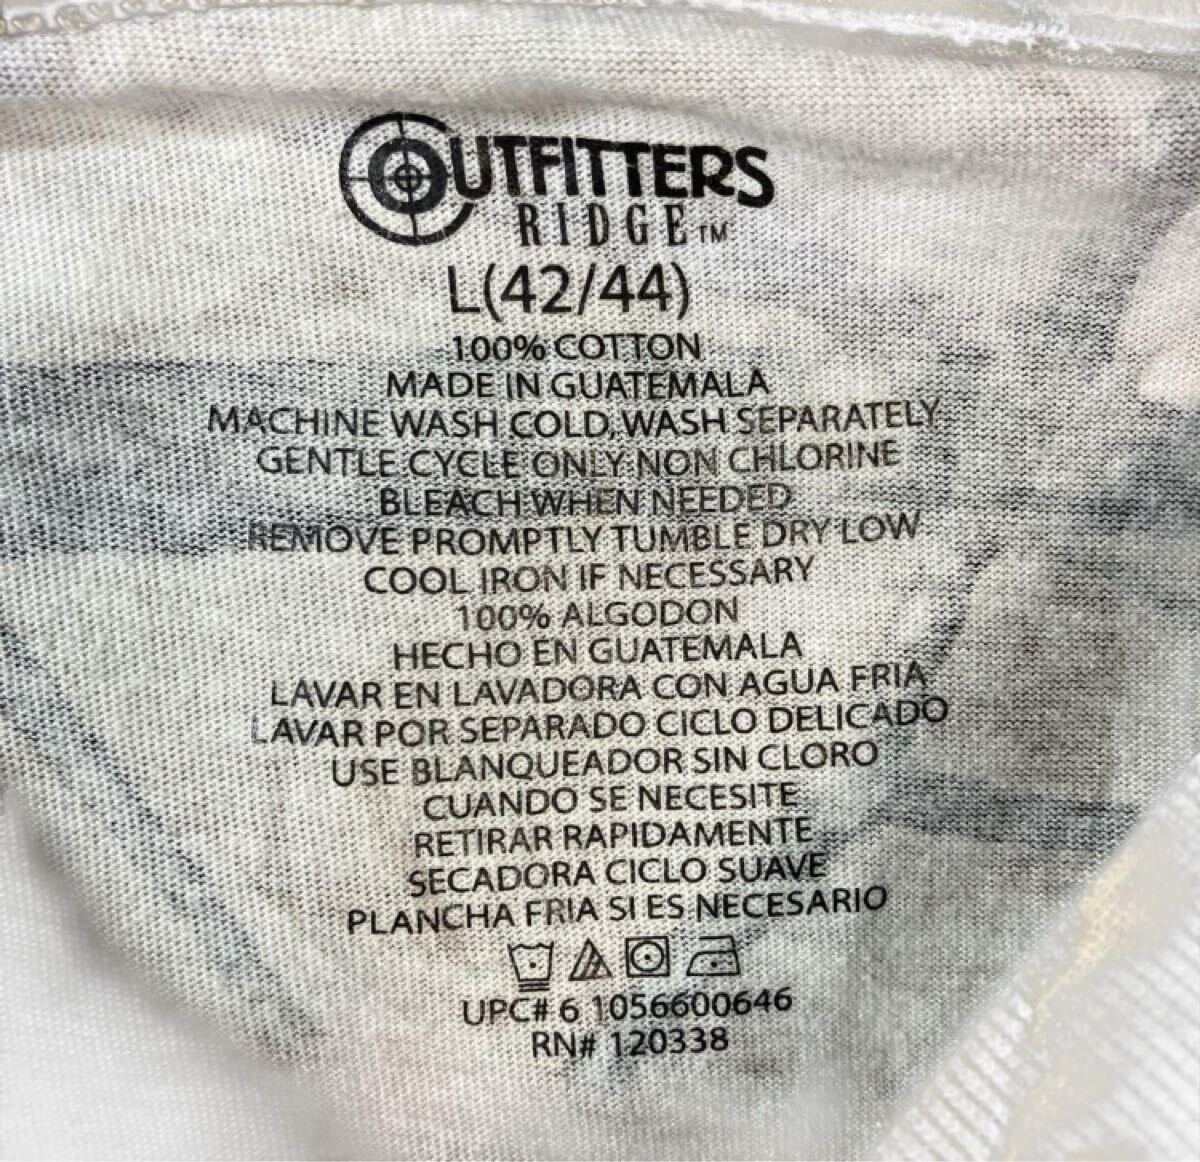 OUTFITTERS
RIDGE™
L(42/44)
100% COTTON
MADE IN GUATEMALA
MACHINE WASH COLD, WASH SEPARATELY
GENTLE CYCLE ONLY NON CHLORINE
BLEACH WHEN NEEDED
REMOVE PROMPTLY TUMBLE DRY LOW
COOL IRON IF NECESSARY
100% ALGODON
HECHO EN GUATEMALA
LAVAR EN LAVADORA CON AGUA FRIA
LAVAR POR SEPARADO CICLO DELICADO
USE BLANQUEADOR SIN CLORO
CUANDO SE NECESITE
RETIRAR RAPIDAMENTE
SECADORA CICLO SUAVE
PLANCHA FRIA SI ES NECESARIO
UPC# 6 1056600646
RN# 120338